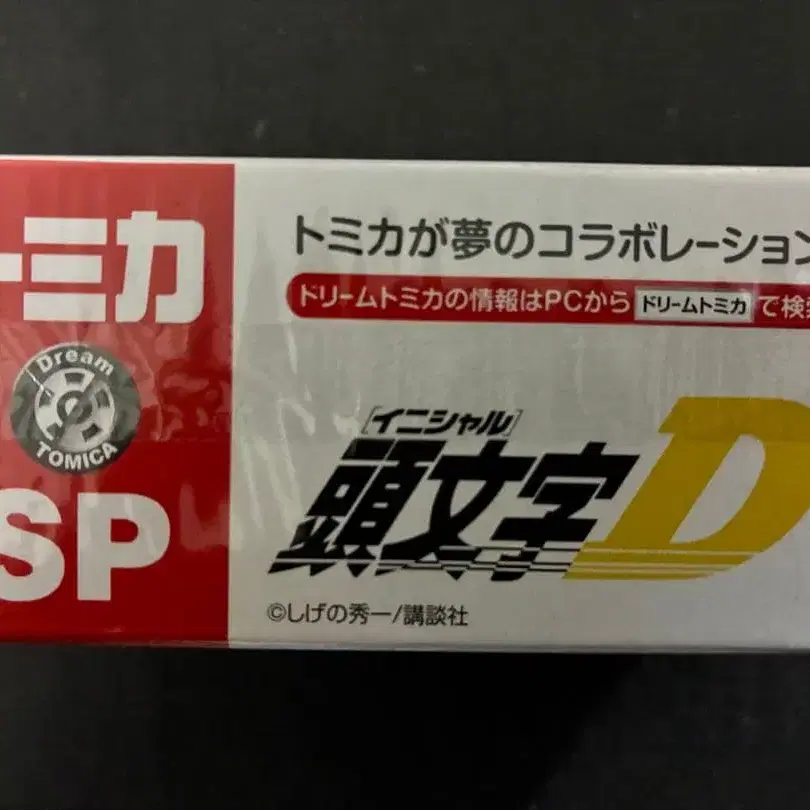 トミカ
Dream
TOMICA
SP
トミカが夢のコラボレーション
ドリームトミカの情報はPCから ドリームトミカ で検索
[イニシャル]
頭文字D
©しげの秀一/講談社